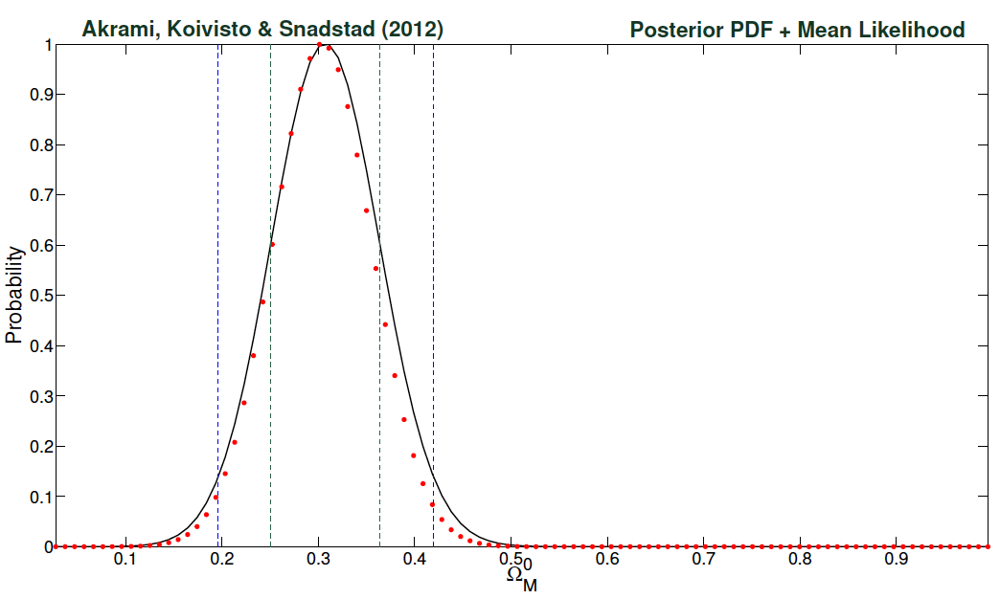 Akrami, Koivisto & Snadstad (2012) Posterior PDF + Mean Likelihood
1
0.9
0.8
0.7
0.6
0.5
0.4
0.3
0.2
0.1
0
Probability
0.1 0.2 0.3 0.4 0.5 0.6 0.7 0.8 0.9
Ω⁰_M